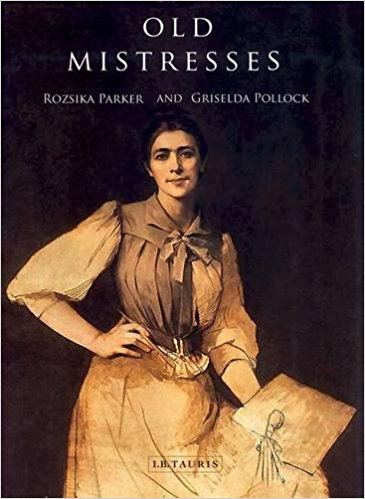 OLD
MISTRESSES
ROZSIKA PARKER AND GRISELDA POLLOCK
I.B.TAURIS